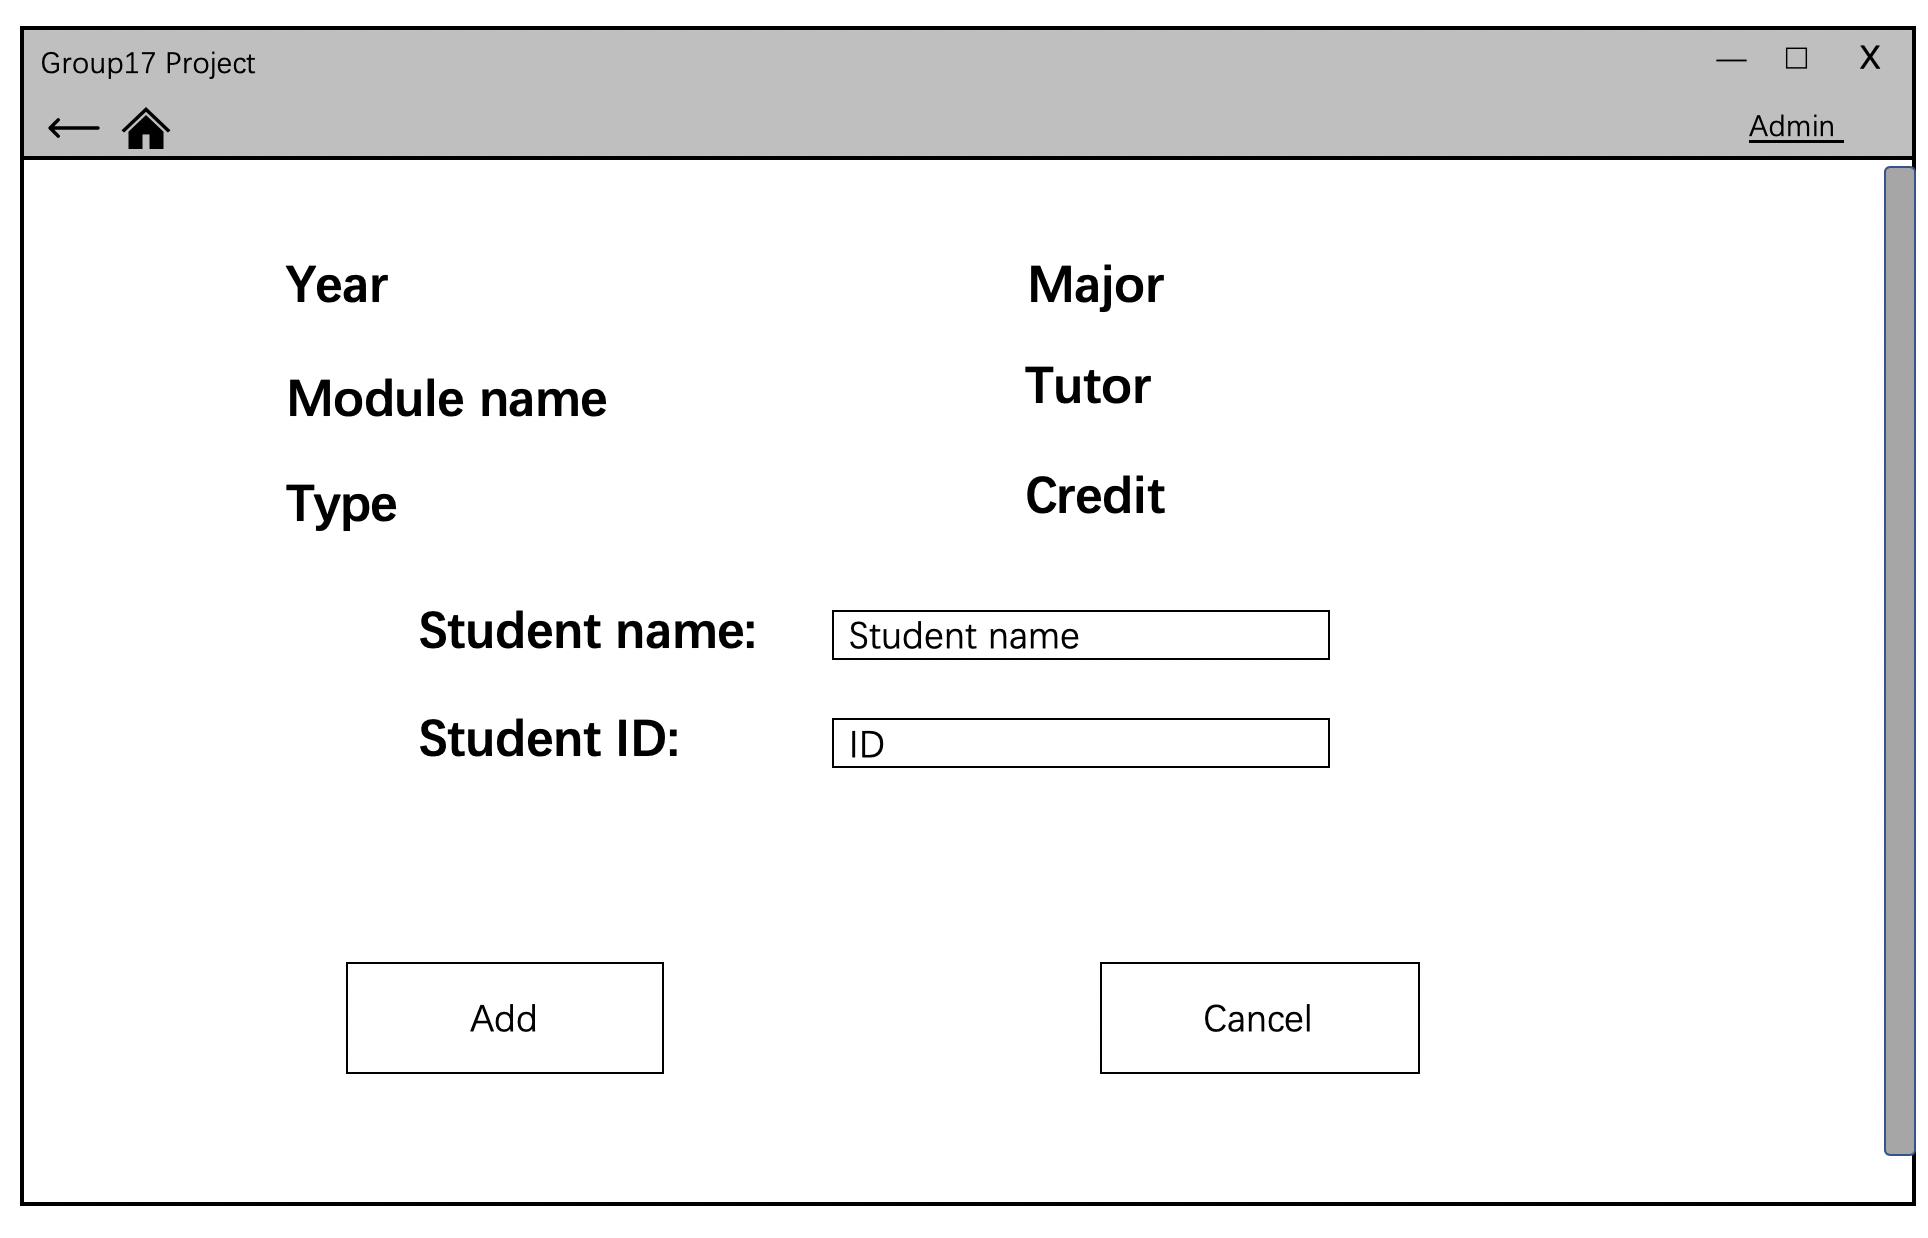 Group17 Project
X
Admin
Year
Major
Module name
Tutor
Type
Credit
Student name:
Student name
Student ID:
ID
Add
Cancel